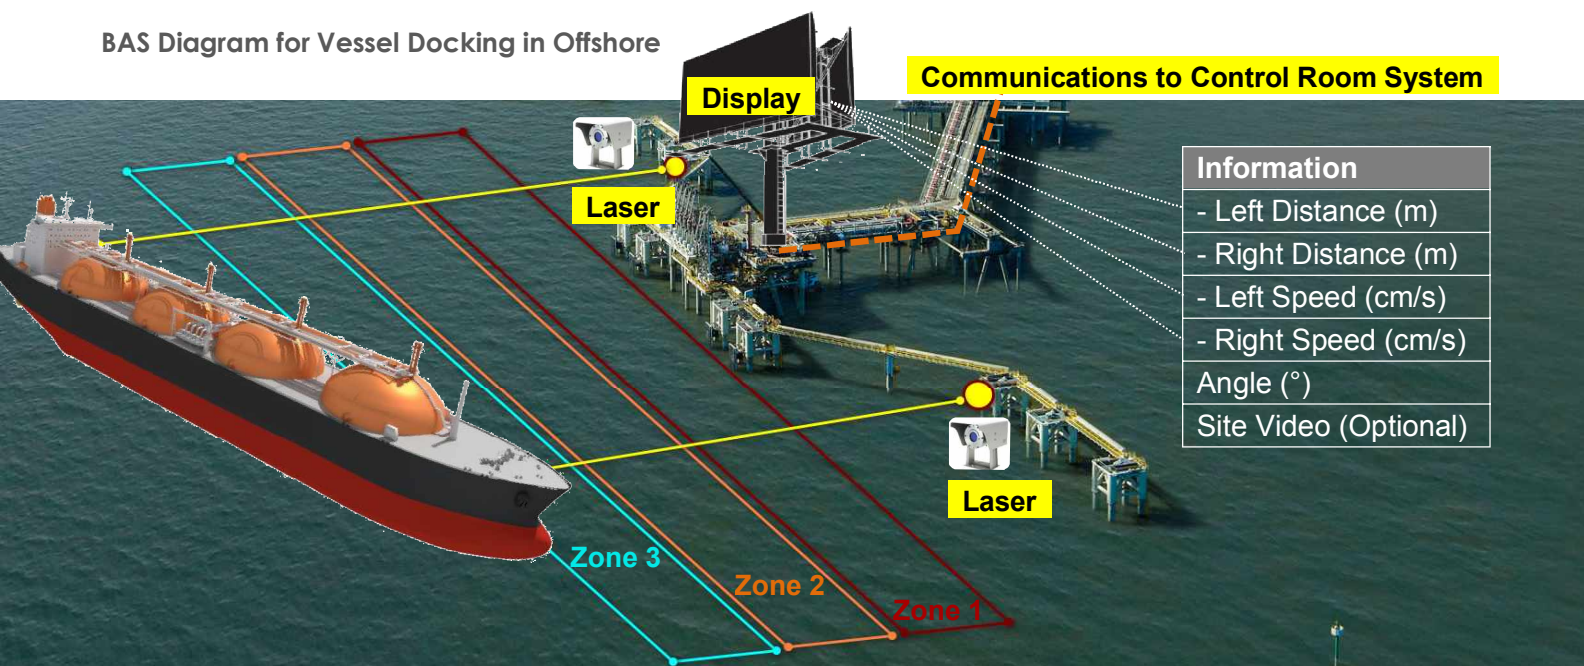 BAS Diagram for Vessel Docking in Offshore
Display
Communications to Control Room System
Laser
Information
- Left Distance (m)
- Right Distance (m)
- Left Speed (cm/s)
- Right Speed (cm/s)
Angle (°)
Site Video (Optional)
Laser
Zone 3
Zone 2
Zone 1